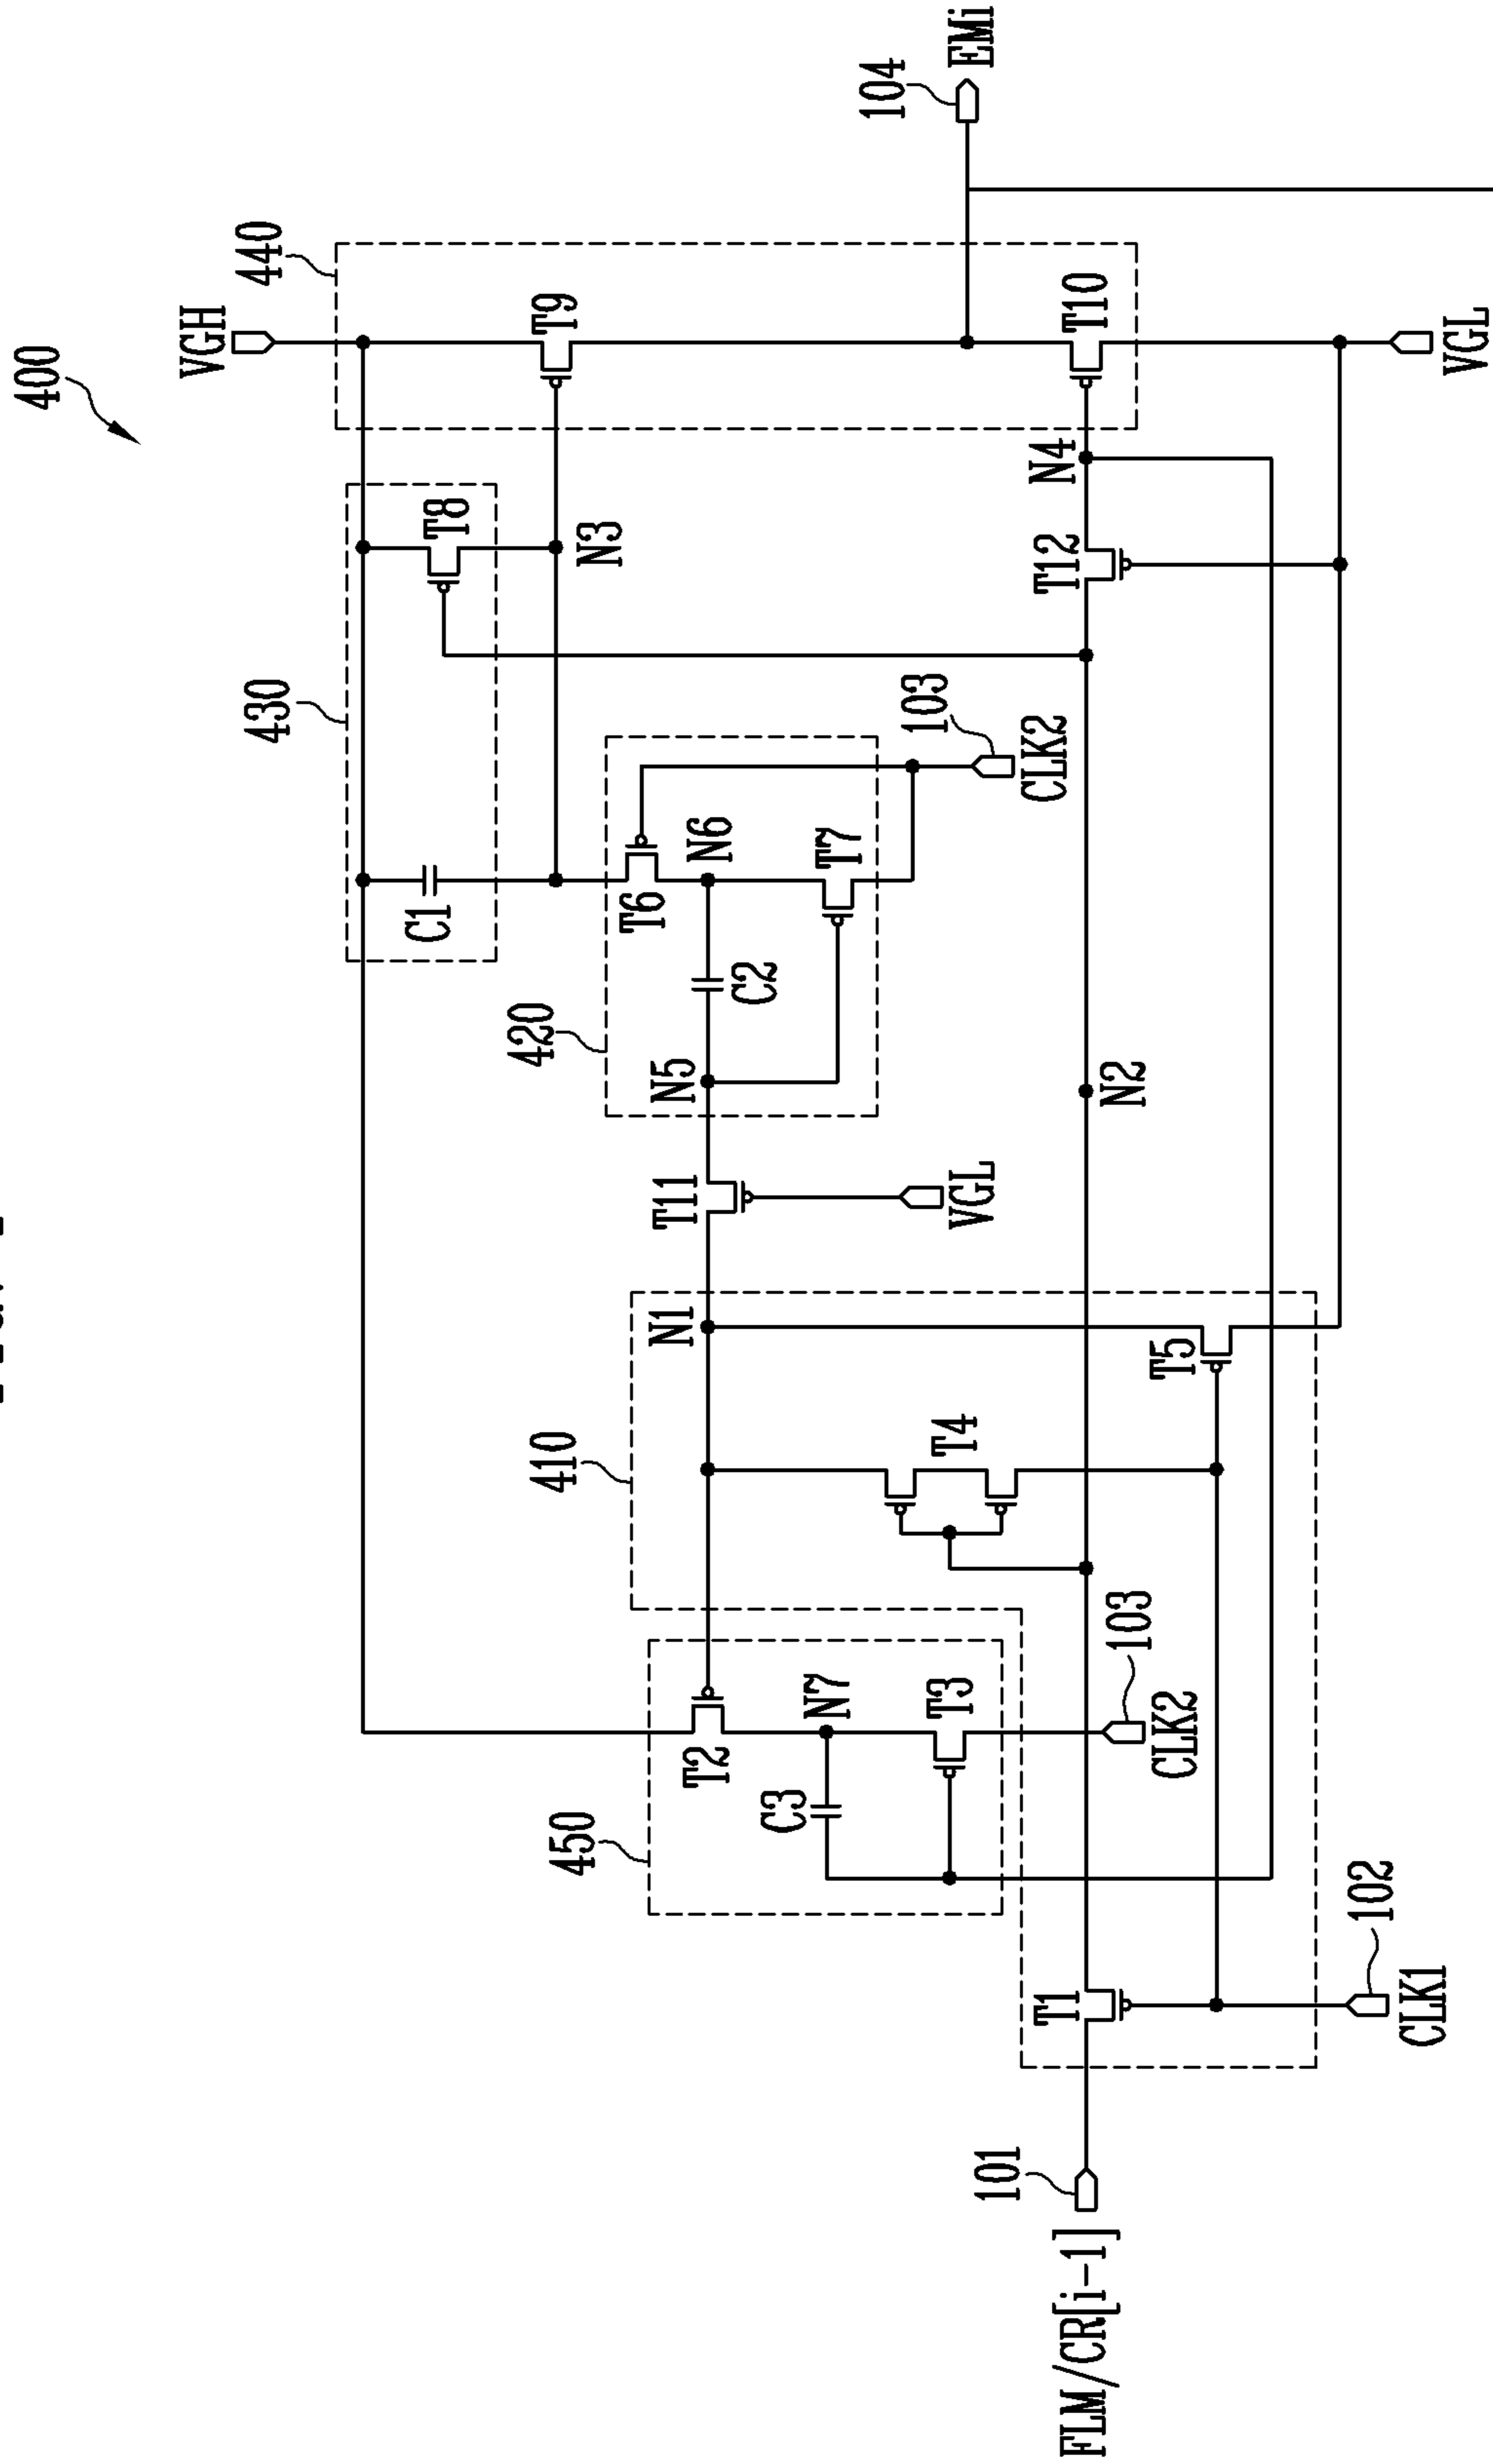 400
VGH
440
430
C1
T8
420
410
T9
450
N3
T6
N1
T11
N5
T2
N6
C2
C3
N7
T7
104
103
T3
T4
VGL
EMi
101
T1
CLK2
T12
N4
FLM/CR[i-1]
T10
103
N2
CLK2
T5
102
CLK1
VGL